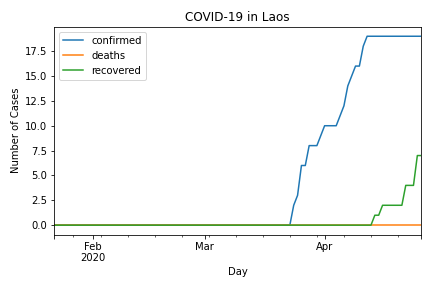 COVID-19 in Laos
confirmed
deaths
recovered
17.5
15.0
12.5
10.0
7.5
5.0
2.5
0.0
Number of Cases
Feb
2020
Mar
Apr
Day